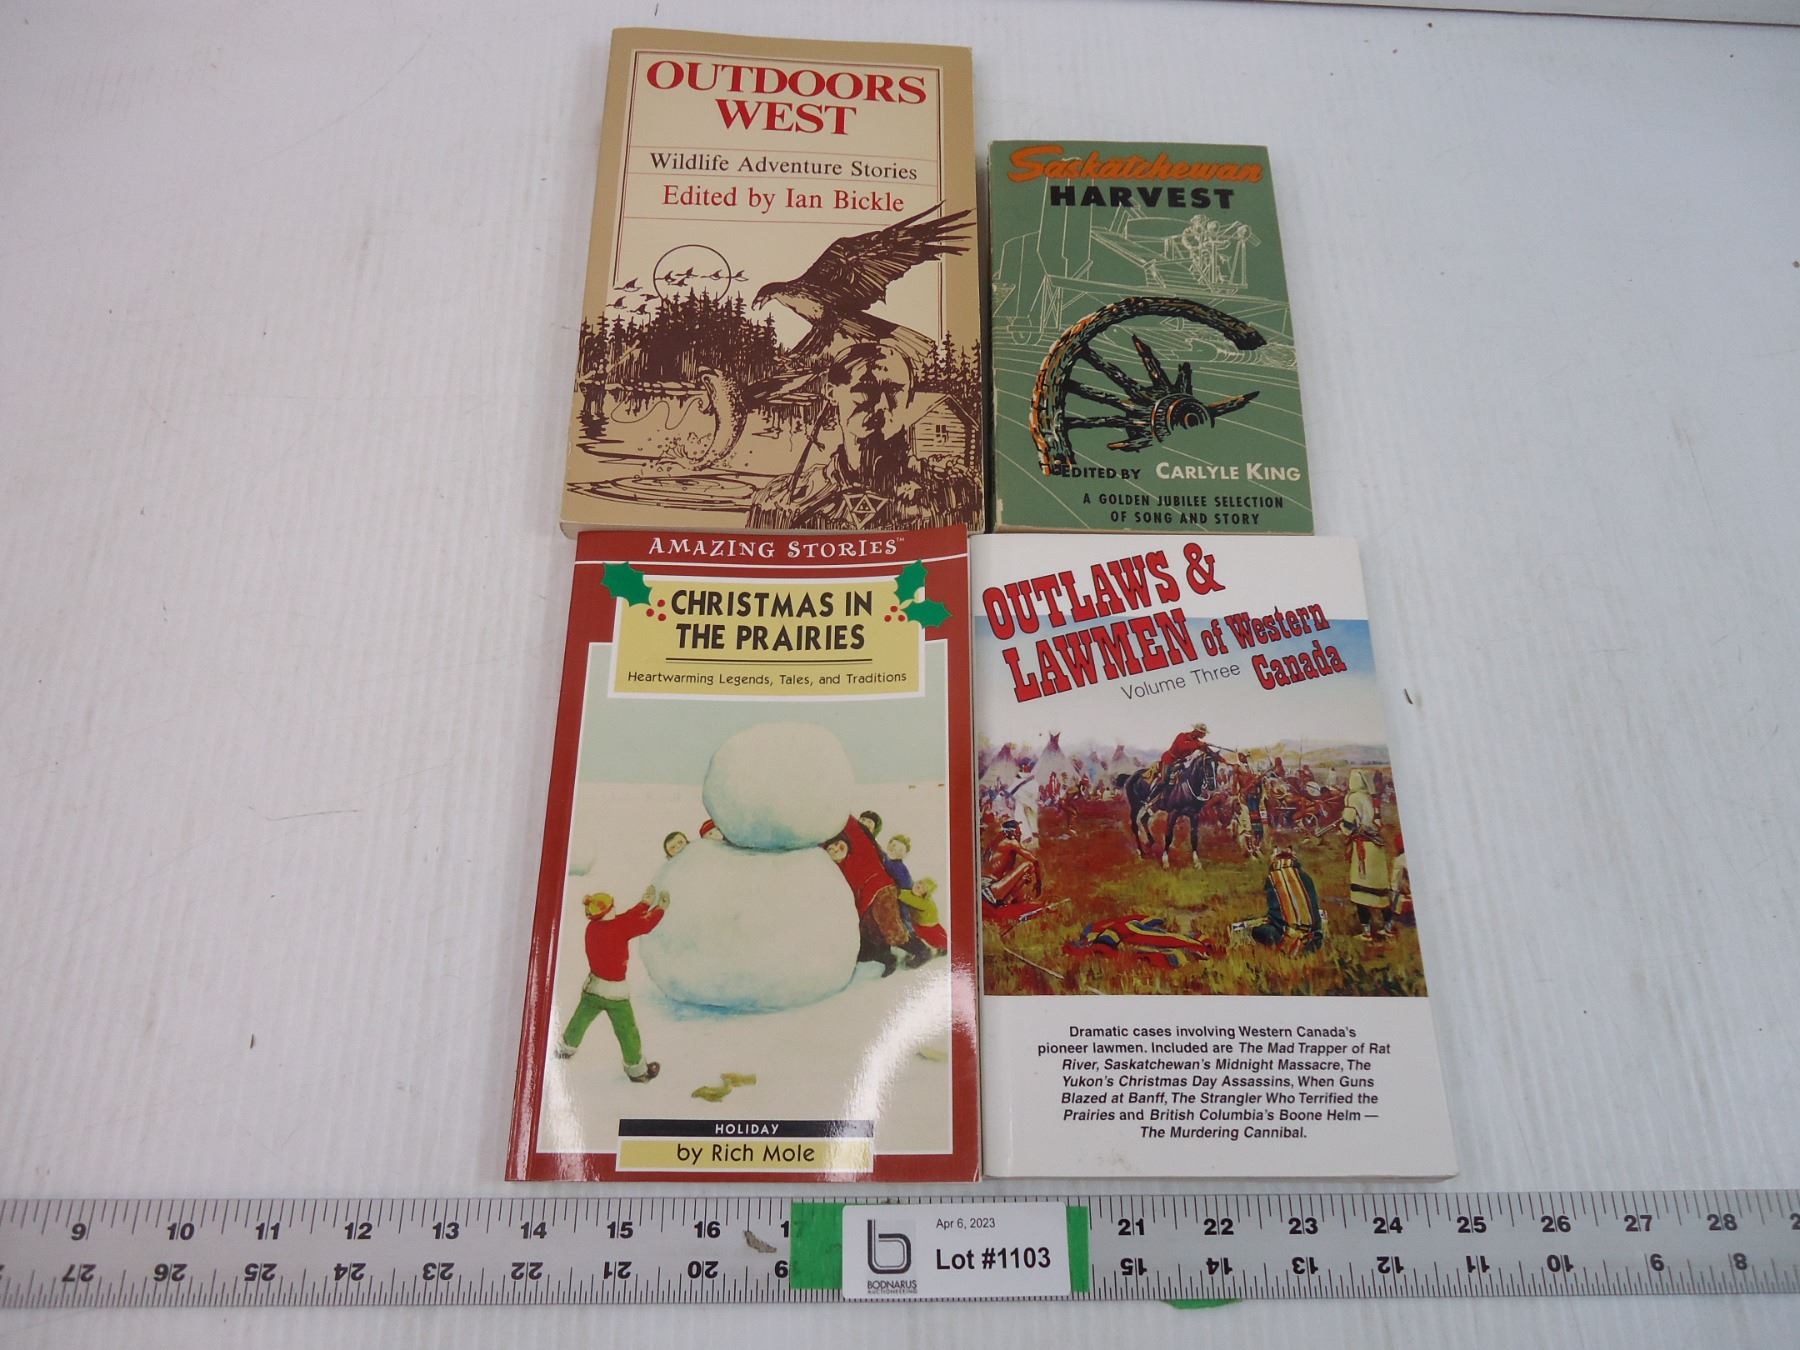 OUTDOORS
WEST
Wildlife Adventure Stories
Edited by Ian Bickle
Saskatchewan
HARVEST
EDITED BY CARLYLE KING
A GOLDEN JUBILEE SELECTION
OF SONG AND STORY
AMAZING STORIES™
CHRISTMAS IN
THE PRAIRIES
Heartwarming Legends, Tales, and Traditions
HOLIDAY
by Rich Mole
OUTLAWS &
LAWMEN of Western
Canada
Volume Three
Dramatic cases involving Western Canada's
pioneer lawmen. Included are The Mad Trapper of Rat
River, Saskatchewan's Midnight Massacre, The
Yukon's Christmas Day Assassins, When Guns
Blazed at Banff, The Strangler Who Terrified the
Prairies and British Columbia's Boone Helm —
The Murdering Cannibal.
9 10 11 12 13 14 15 16 17 21 22 23 24 25 26 27 28
27 26 25 24 23 22 21 20 15 14 13 12 11 10 9 8
Apr 6, 2023
Lot #1103
BODNARUS
AUCTIONEERING